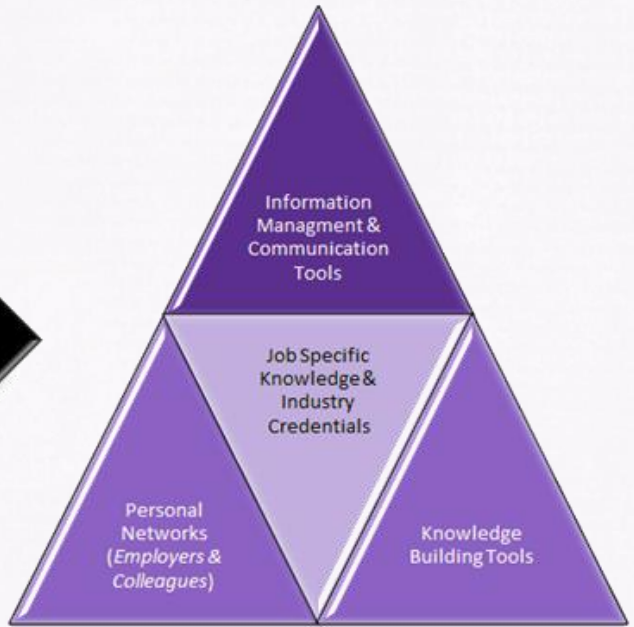 Information
Managment &
Communication
Tools
Job Specific
Knowledge &
Industry
Credentials
Personal
Networks
(Employers &
Colleagues)
Knowledge
Building Tools